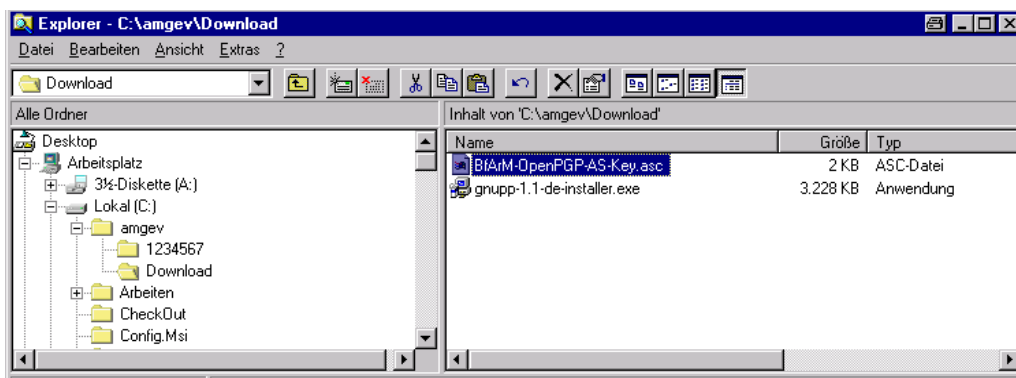 Explorer - C:\amgev\Download
Datei Bearbeiten Ansicht Extras ?
Download
Alle Ordner
Inhalt von 'C:\amgev\Download'
Desktop
Arbeitsplatz
3½-Diskette (A:)
Lokal (C:)
amgev
1234567
Download
Arbeiten
CheckOut
Config.Msi
Name Größe Typ
BfArM-OpenPGP-AS-Key.asc 2 KB ASC-Datei
gnupp-1.1-de-installer.exe 3.228 KB Anwendung